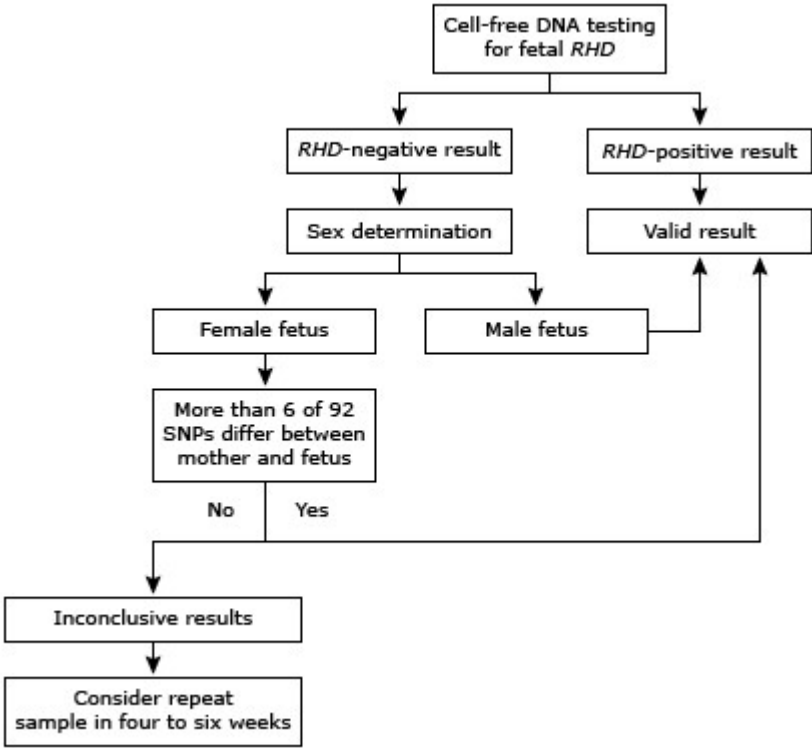 Cell-free DNA testing
for fetal RHD
RHD-negative result
RHD-positive result
Sex determination
Valid result
Female fetus
Male fetus
More than 6 of 92
SNPs differ between
mother and fetus
No
Yes
Inconclusive results
Consider repeat
sample in four to six weeks